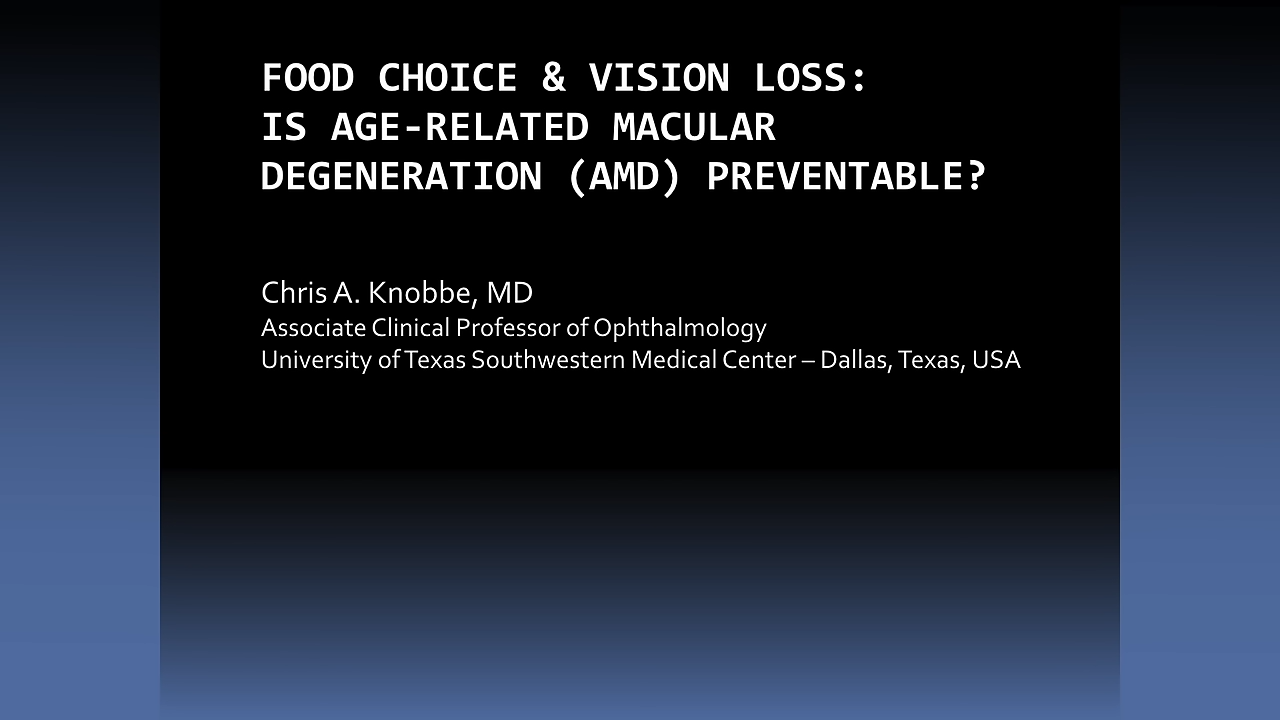 FOOD CHOICE & VISION LOSS:
IS AGE-RELATED MACULAR
DEGENERATION (AMD) PREVENTABLE?
Chris A. Knobbe, MD
Associate Clinical Professor of Ophthalmology
University of Texas Southwestern Medical Center – Dallas, Texas, USA